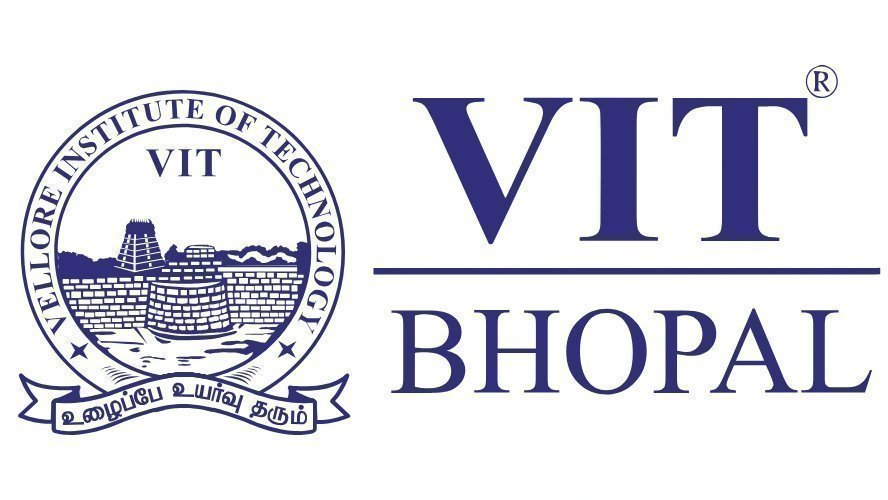 VELLORE INSTITUTE OF TECHNOLOGY
VIT
உழைப்பே உயர்வு தரும்
VIT®
BHOPAL